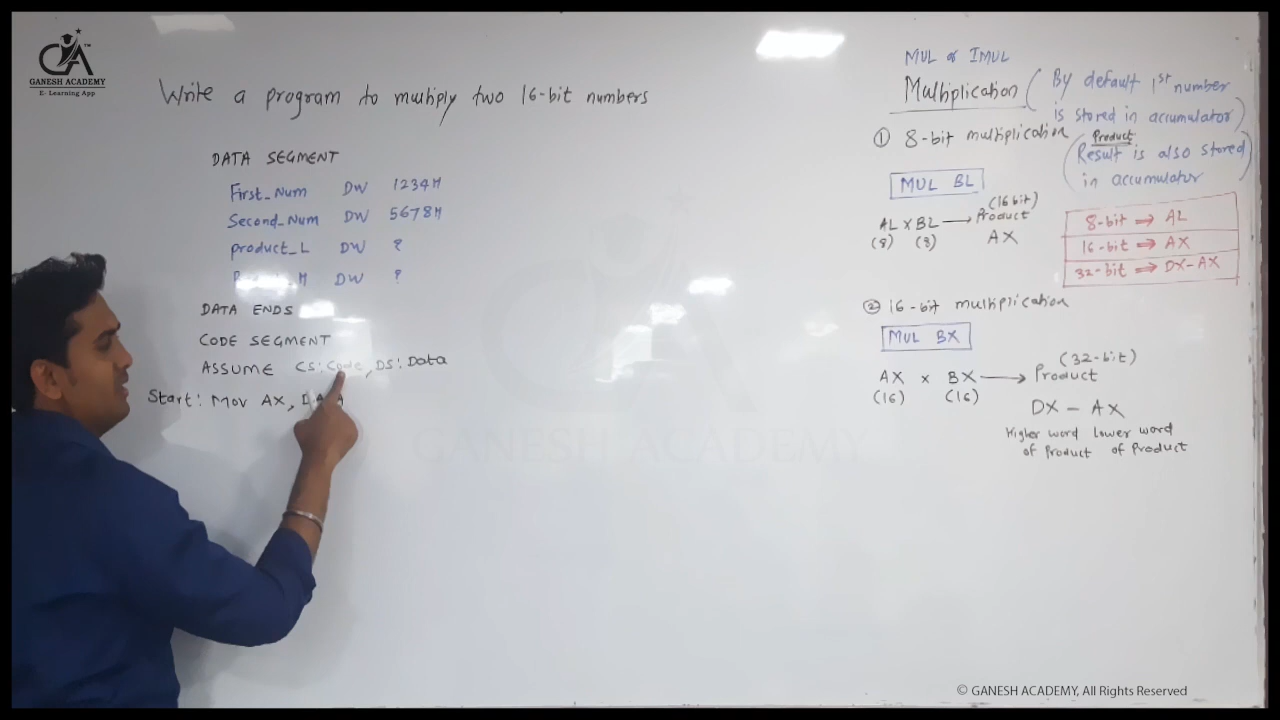 GANESH ACADEMY
E- Learning App
Write a program to multiply two 16-bit numbers
DATA SEGMENT
First_Num DW 1234H
Second_Num DW 5678H
product_L DW ?
DW ?
DATA ENDS
CODE SEGMENT
ASSUME CS: Code, DS: Data
Start: Mov AX,
MUL or IMUL
Multiplication (By default 1st number
is stored in accumulator)
① 8-bit multiplication
Product
(Result is also stored
in accumulator
MUL BL
AL x BL → Product
(16 bit)
(8) (8) AX
8-bit ⇒ AL
16-bit ⇒ AX
32-bit ⇒ DX-AX
② 16-bit multiplication
MUL BX
(32-bit)
AX x BX → Product
(16) (16)
DX - AX
Higher word Lower word
of Product of Product
GANESH ACADEMY
© GANESH ACADEMY, All Rights Reserved